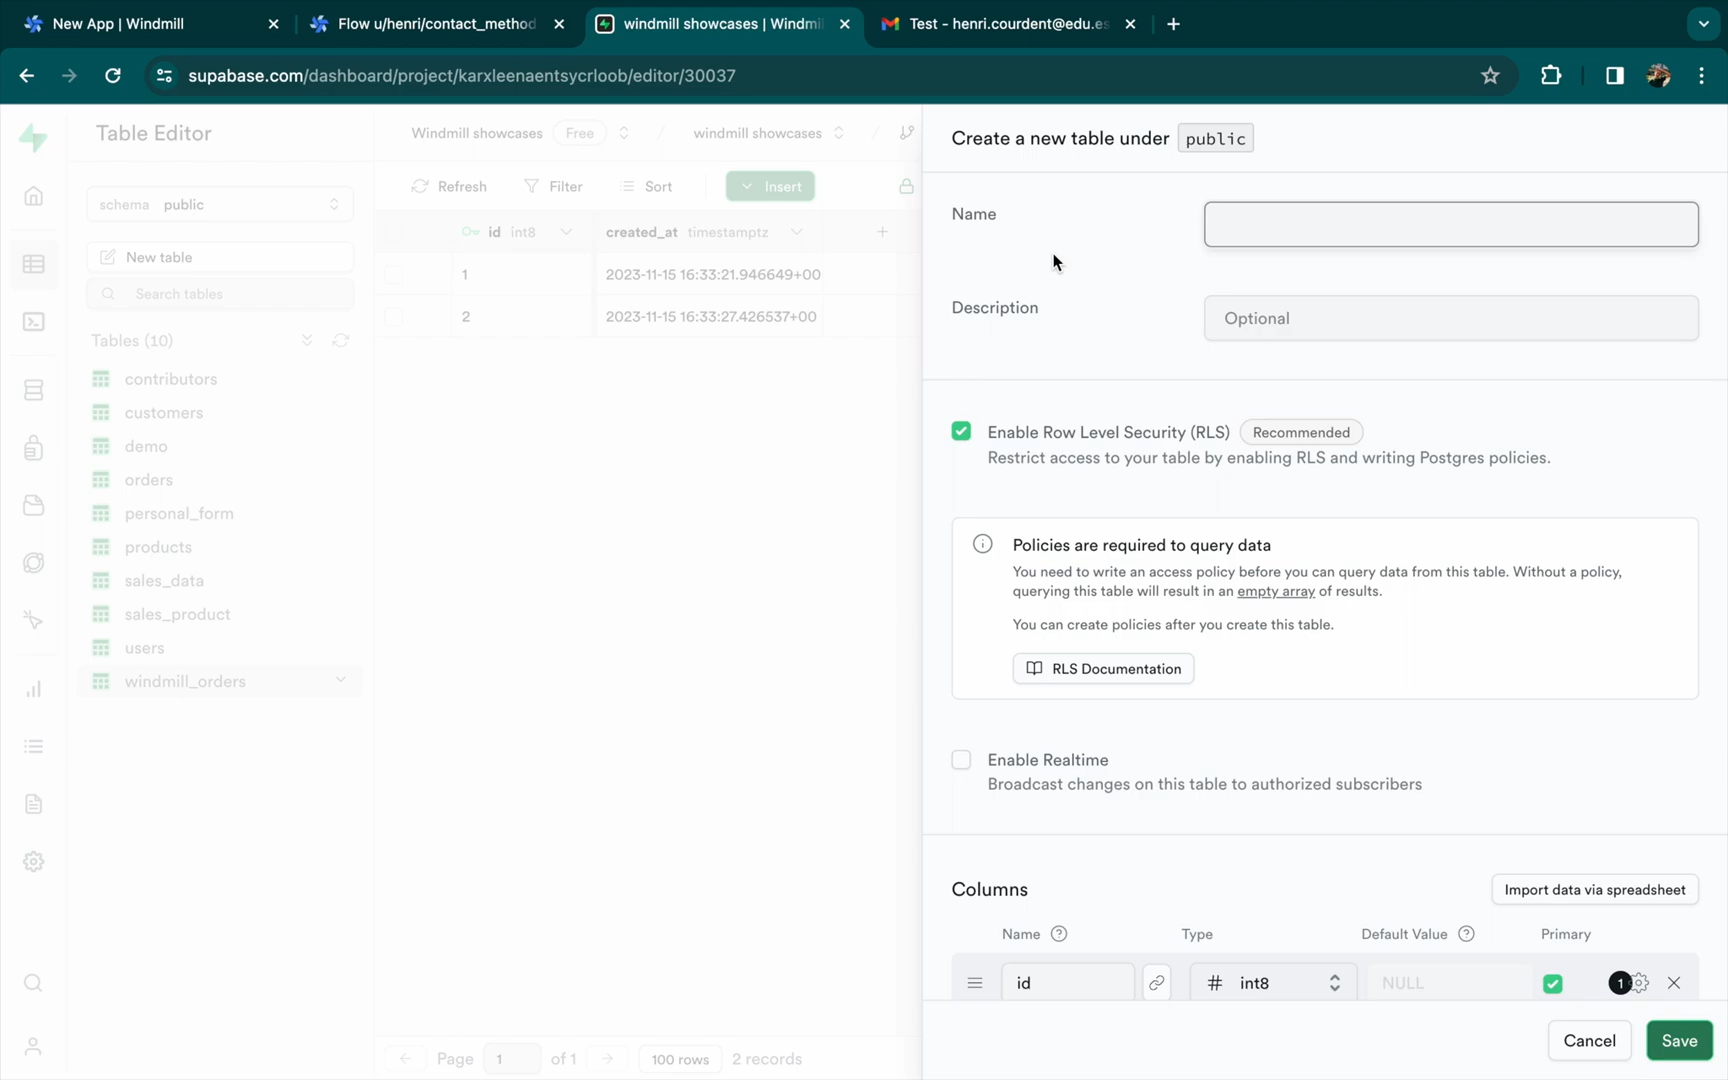 New App | Windmill
Flow u/henri/contact_method
windmill showcases | Windmil
Test - henri.courdent@edu.es
supabase.com/dashboard/project/karxleenaentsycrloob/editor/30037
Table Editor
schema public
New table
Search tables
Tables (10)
contributors
customers
demo
orders
personal_form
products
sales_data
sales_product
users
windmill_orders
Windmill showcases Free / windmill showcases /
Refresh Filter Sort Insert
id int8 created_at timestamptz
1 2023-11-15 16:33:21.946649+00
2 2023-11-15 16:33:27.426537+00
Page 1 of 1 100 rows 2 records
Create a new table under public
Name
Description Optional
Enable Row Level Security (RLS) Recommended
Restrict access to your table by enabling RLS and writing Postgres policies.
Policies are required to query data
You need to write an access policy before you can query data from this table. Without a policy,
querying this table will result in an empty array of results.
You can create policies after you create this table.
RLS Documentation
Enable Realtime
Broadcast changes on this table to authorized subscribers
Columns Import data via spreadsheet
Name Type Default Value Primary
id # int8 NULL 1
Cancel Save